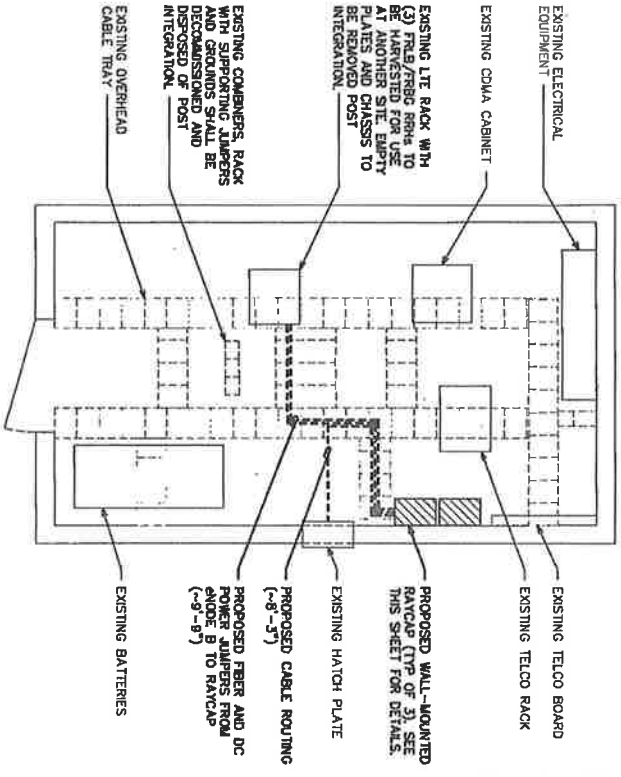 EXISTING ELECTRICAL
EQUIPMENT
EXISTING CDMA CABINET
EXISTING LTE RACK WITH
(3) FRLB/FRBG RRHs TO
BE HARVESTED FOR USE
AT ANOTHER SITE. EMPTY
PLATES AND CHASSIS TO
BE REMOVED POST
INTEGRATION
EXISTING COMBINERS, RACK
WITH SUPPORTING JUMPERS
AND GROUNDS SHALL BE
DECOMMISSIONED AND
DISPOSED OF POST
INTEGRATION.
EXISTING OVERHEAD
CABLE TRAY
EXISTING TELCO BOARD
EXISTING TELCO RACK
PROPOSED WALL-MOUNTED
RAYCAP (TYP OF 3). SEE
THIS SHEET FOR DETAILS.
EXISTING HATCH PLATE
PROPOSED CABLE ROUTING
(~8'-3")
PROPOSED FIBER AND DC
POWER JUMPERS FROM
eNODE B TO RAYCAP
(~9'-9")
EXISTING BATTERIES